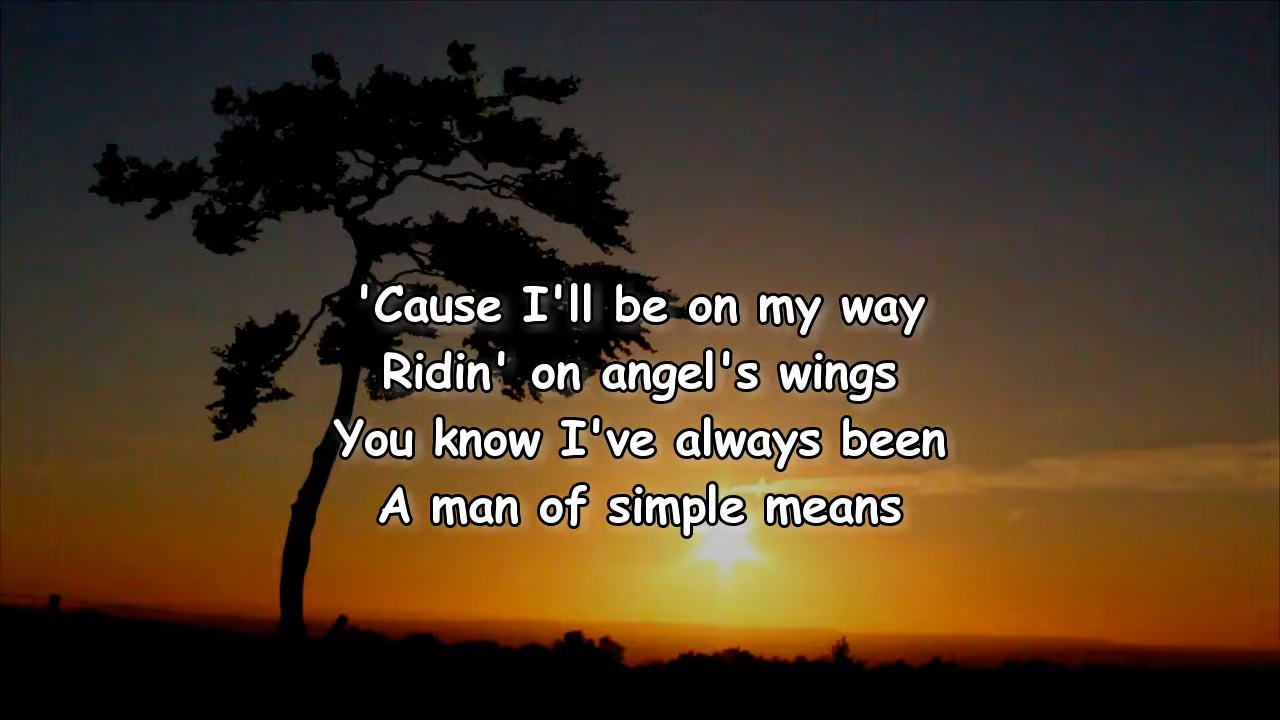 'Cause I'll be on my way
Ridin' on angel's wings
You know I've always been
A man of simple means